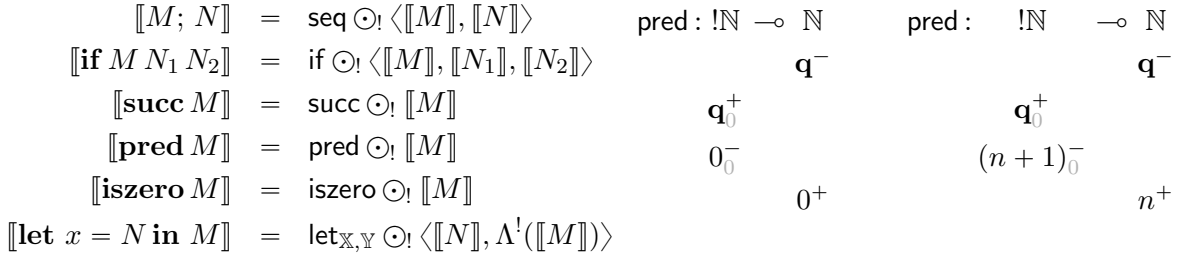 ⟦M; N⟧ = seq ⊙! ⟨⟦M⟧, ⟦N⟧⟩
⟦if M N₁ N₂⟧ = if ⊙! ⟨⟦M⟧, ⟦N₁⟧, ⟦N₂⟧⟩
⟦succ M⟧ = succ ⊙! ⟦M⟧
⟦pred M⟧ = pred ⊙! ⟦M⟧
⟦iszero M⟧ = iszero ⊙! ⟦M⟧
⟦let x = N in M⟧ = let_{𝕏,𝕐} ⊙! ⟨⟦N⟧, Λ^!(⟦M⟧)⟩
pred : !ℕ ⊸ ℕ
q⁻
q₀⁺
0₀⁻
0⁺
pred : !ℕ ⊸ ℕ
q⁻
q₀⁺
(n + 1)₀⁻
n⁺